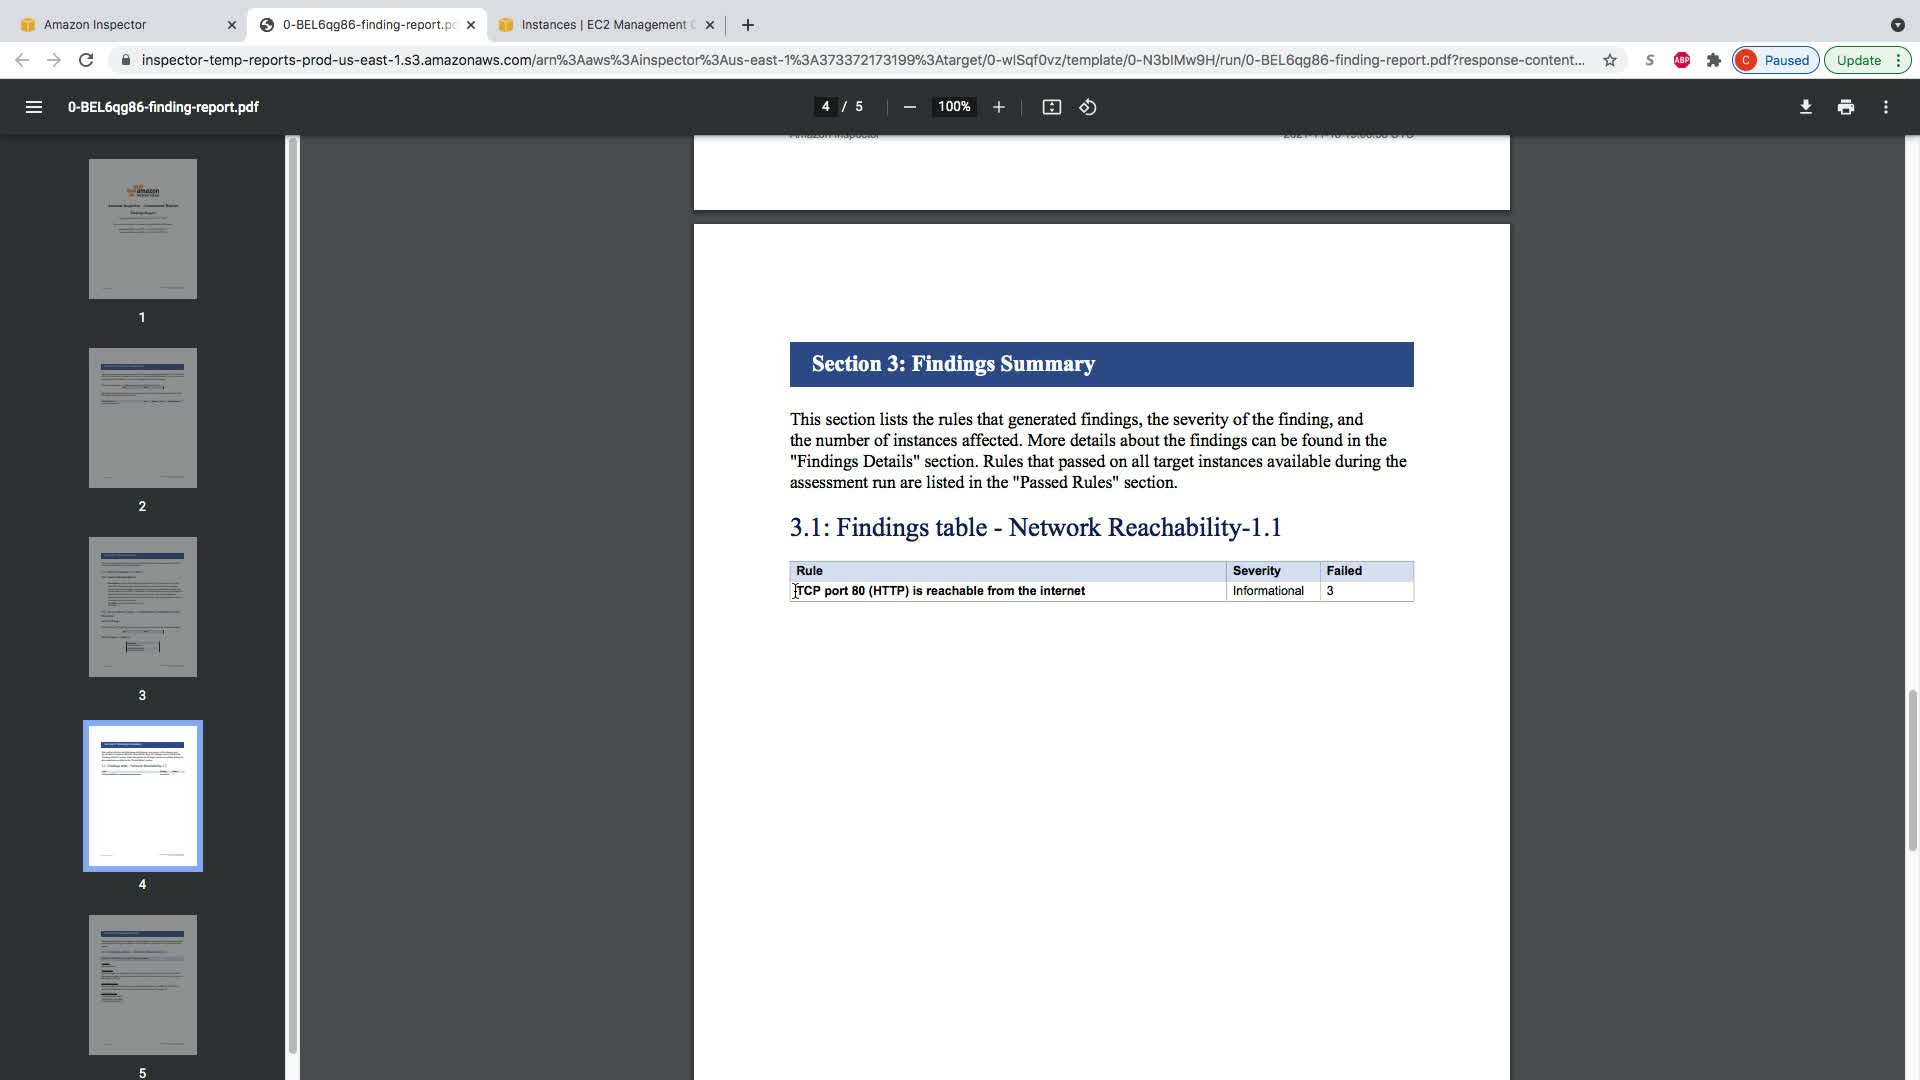 Amazon Inspector
0-BEL6qg86-finding-report.pd
Instances | EC2 Management C
inspector-temp-reports-prod-us-east-1.s3.amazonaws.com/arn%3Aaws%3Ainspector%3Aus-east-1%3A373372173199%3Atarget/0-wlSqf0vz/template/0-N3blMw9H/run/0-BEL6qg86-finding-report.pdf?response-content...
S
ABP
C Paused
Update
0-BEL6qg86-finding-report.pdf
4 / 5
100%
amazon
1
2
3
4
5
Amazon Inspector
Section 3: Findings Summary
This section lists the rules that generated findings, the severity of the finding, and
the number of instances affected. More details about the findings can be found in the
"Findings Details" section. Rules that passed on all target instances available during the
assessment run are listed in the "Passed Rules" section.
3.1: Findings table - Network Reachability-1.1
Rule Severity Failed
TCP port 80 (HTTP) is reachable from the internet Informational 3